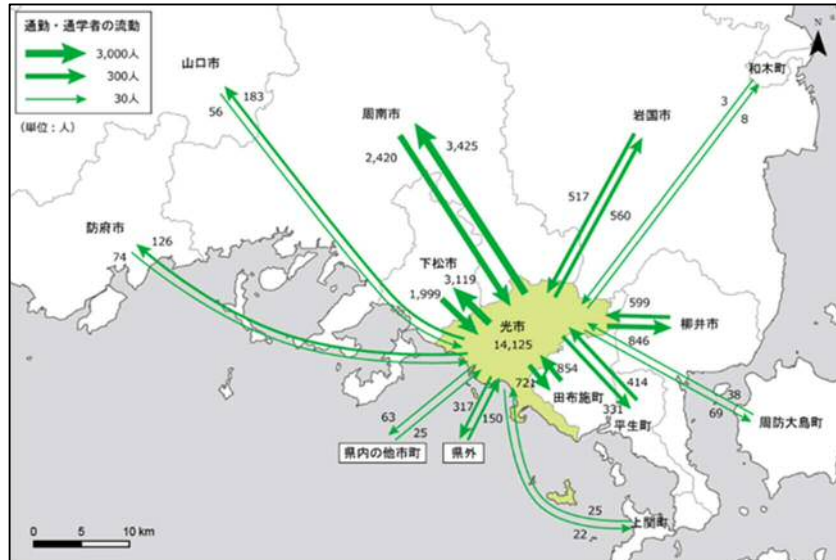 通勤・通学者の流動
3,000人
300人
30人
(単位：人)
N
山口市
183
56
周南市
3,425
2,420
岩国市
517
560
和木町
3
8
防府市
126
74
下松市
3,119
1,999
光市
14,125
599
柳井市
846
854
721
田布施町
414
331
平生町
38
69
周防大島町
63
25
県内の他市町
317
150
県外
25
22
上関町
0 5 10 km